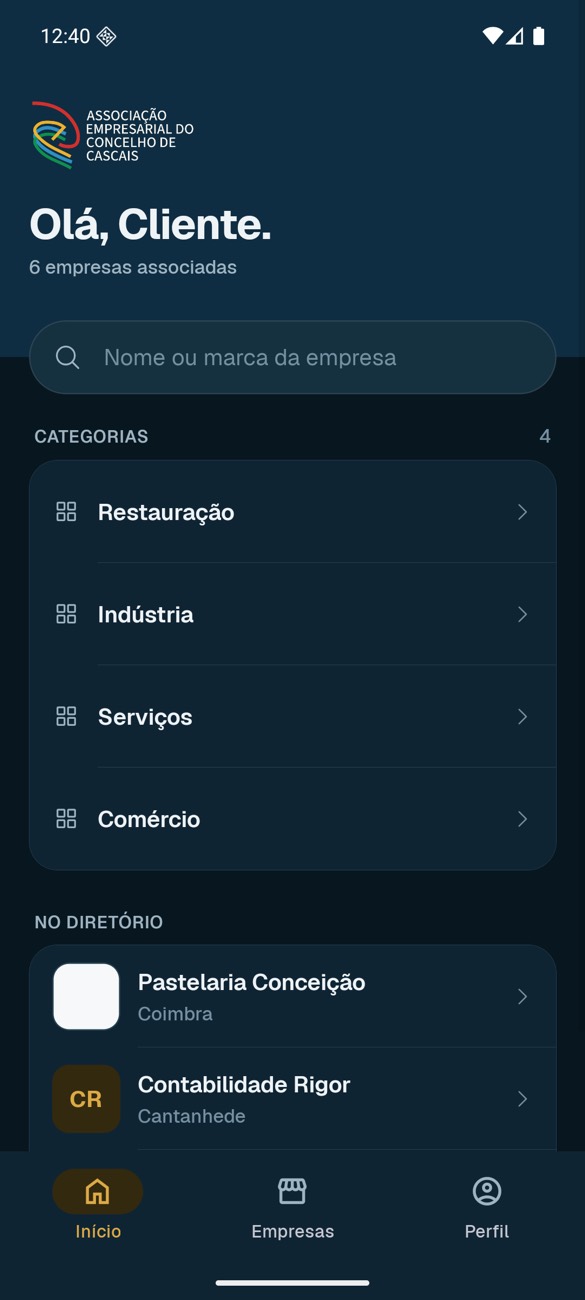 12:40
ASSOCIAÇÃO
EMPRESARIAL DO
CONCELHO DE
CASCAIS
Olá, Cliente.
6 empresas associadas
Nome ou marca da empresa
CATEGORIAS 4
Restauração
Indústria
Serviços
Comércio
NO DIRETÓRIO
Pastelaria Conceição
Coimbra
CR
Contabilidade Rigor
Cantanhede
Início Empresas Perfil